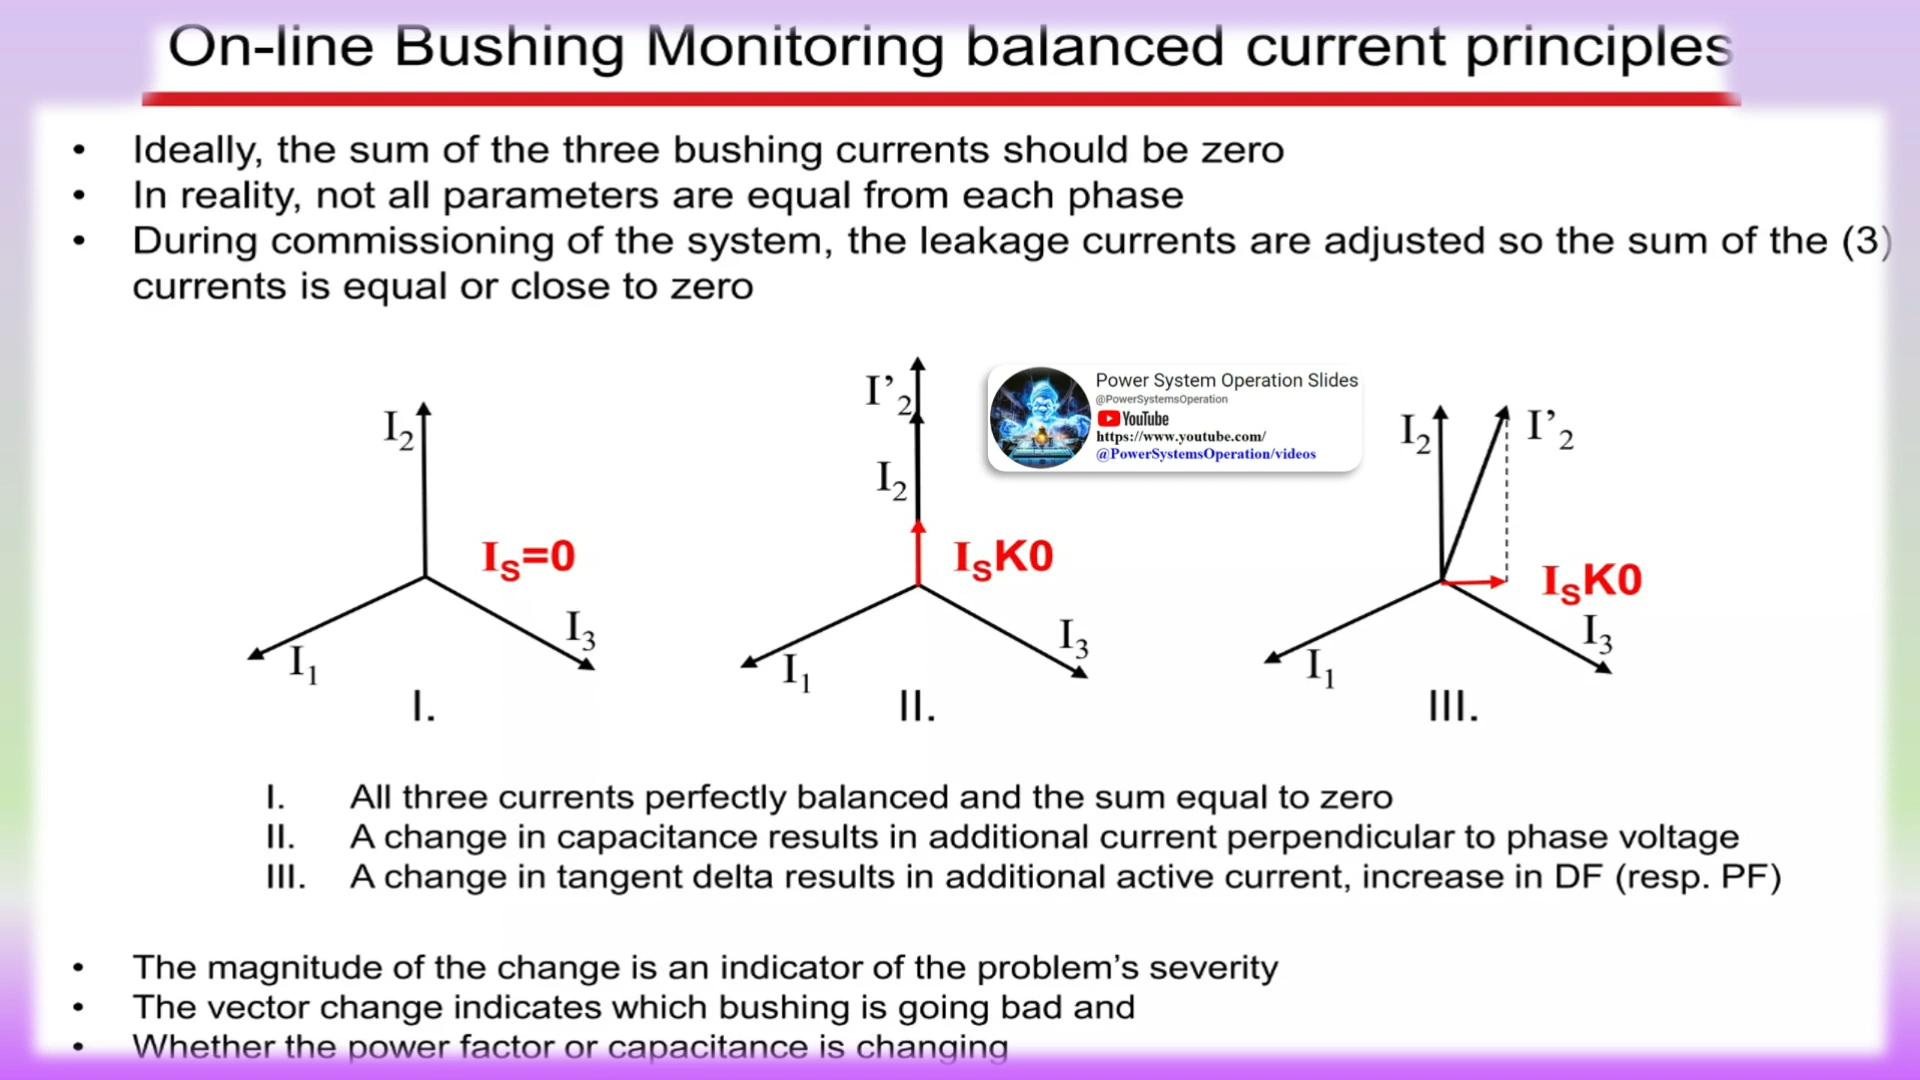 On-line Bushing Monitoring balanced current principles
• Ideally, the sum of the three bushing currents should be zero
• In reality, not all parameters are equal from each phase
• During commissioning of the system, the leakage currents are adjusted so the sum of the (3)
currents is equal or close to zero
I2
IS=0
I3
I1
I.
I'2
I2
ISK0
I3
I1
II.
Power System Operation Slides
@PowerSystemsOperation
YouTube
https://www.youtube.com/
@PowerSystemsOperation/videos
I2
I'2
ISK0
I3
I1
III.
I. All three currents perfectly balanced and the sum equal to zero
II. A change in capacitance results in additional current perpendicular to phase voltage
III. A change in tangent delta results in additional active current, increase in DF (resp. PF)
• The magnitude of the change is an indicator of the problem's severity
• The vector change indicates which bushing is going bad and
• Whether the power factor or capacitance is changing